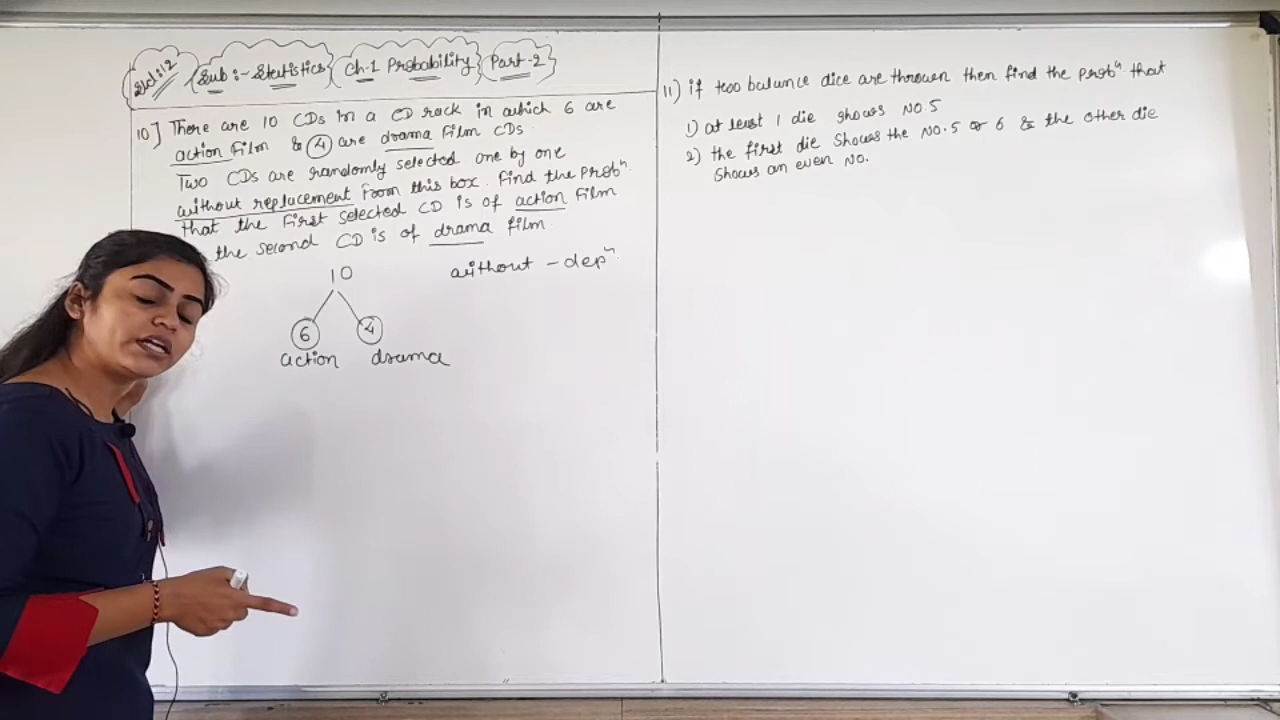 Std:12 Sub:- Statistics Ch-1 Probability Part-2
10] There are 10 CDs in a CD rack in which 6 are
action film & 4 are drama film CDs.
Two CDs are randomly selected one by one
without replacement from this box. Find the probⁿ.
that the first selected CD is of action film
the second CD is of drama film.
10
without - depⁿ.
6 4
action drama
11) if two balance dice are thrown then find the probⁿ that
1) at least 1 die shows NO.5
2) the first die shows the NO.5 or 6 & the other die
shows an even NO.